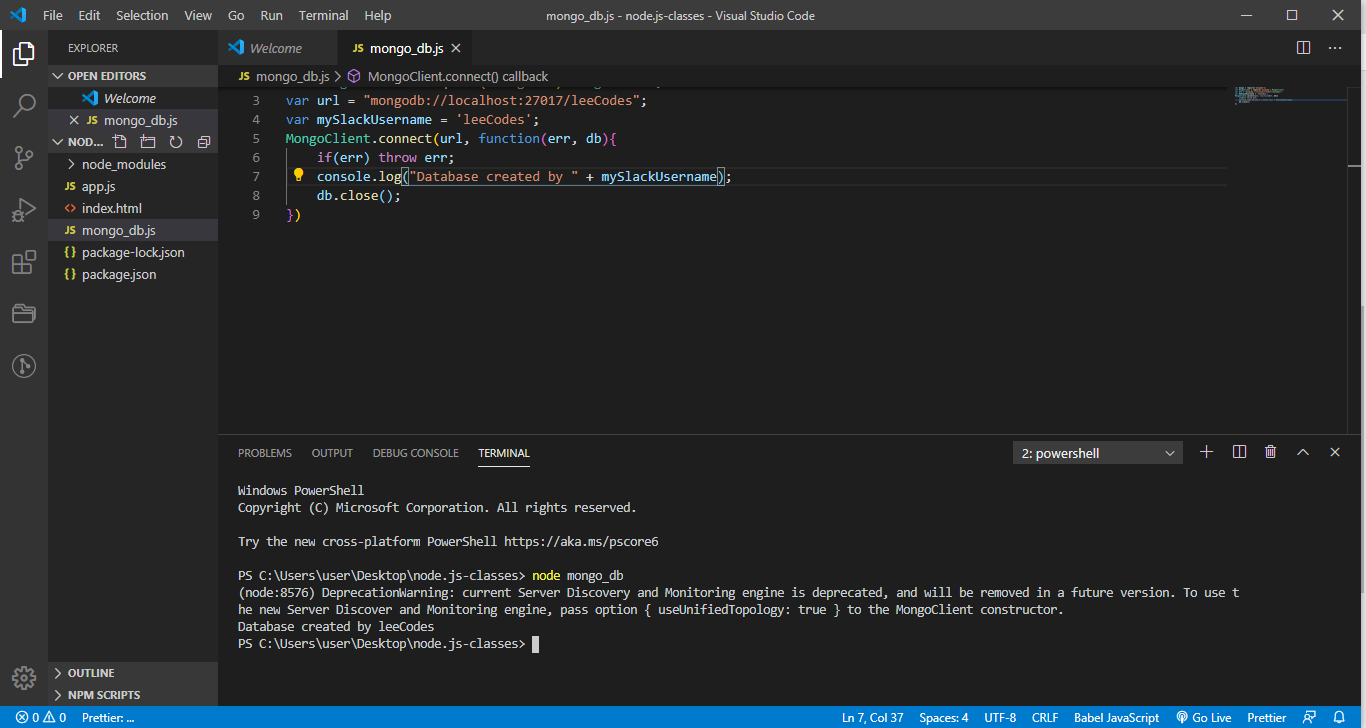 File Edit Selection View Go Run Terminal Help
mongo_db.js - node.js-classes - Visual Studio Code
EXPLORER
OPEN EDITORS
Welcome
JS mongo_db.js
NOD...
node_modules
JS app.js
<> index.html
JS mongo_db.js
{} package-lock.json
{} package.json
OUTLINE
NPM SCRIPTS
Welcome
JS mongo_db.js
JS mongo_db.js > MongoClient.connect() callback
3 var url = "mongodb://localhost:27017/leeCodes";
4 var mySlackUsername = 'leeCodes';
5 MongoClient.connect(url, function(err, db){
6 if(err) throw err;
7 console.log("Database created by " + mySlackUsername);
8 db.close();
9 })
PROBLEMS OUTPUT DEBUG CONSOLE TERMINAL
2: powershell
Windows PowerShell
Copyright (C) Microsoft Corporation. All rights reserved.
Try the new cross-platform PowerShell https://aka.ms/pscore6
PS C:\Users\user\Desktop\node.js-classes> node mongo_db
(node:8576) DeprecationWarning: current Server Discovery and Monitoring engine is deprecated, and will be removed in a future version. To use t
he new Server Discover and Monitoring engine, pass option { useUnifiedTopology: true } to the MongoClient constructor.
Database created by leeCodes
PS C:\Users\user\Desktop\node.js-classes>
0 0 Prettier: ...
Ln 7, Col 37 Spaces: 4 UTF-8 CRLF Babel JavaScript Go Live Prettier